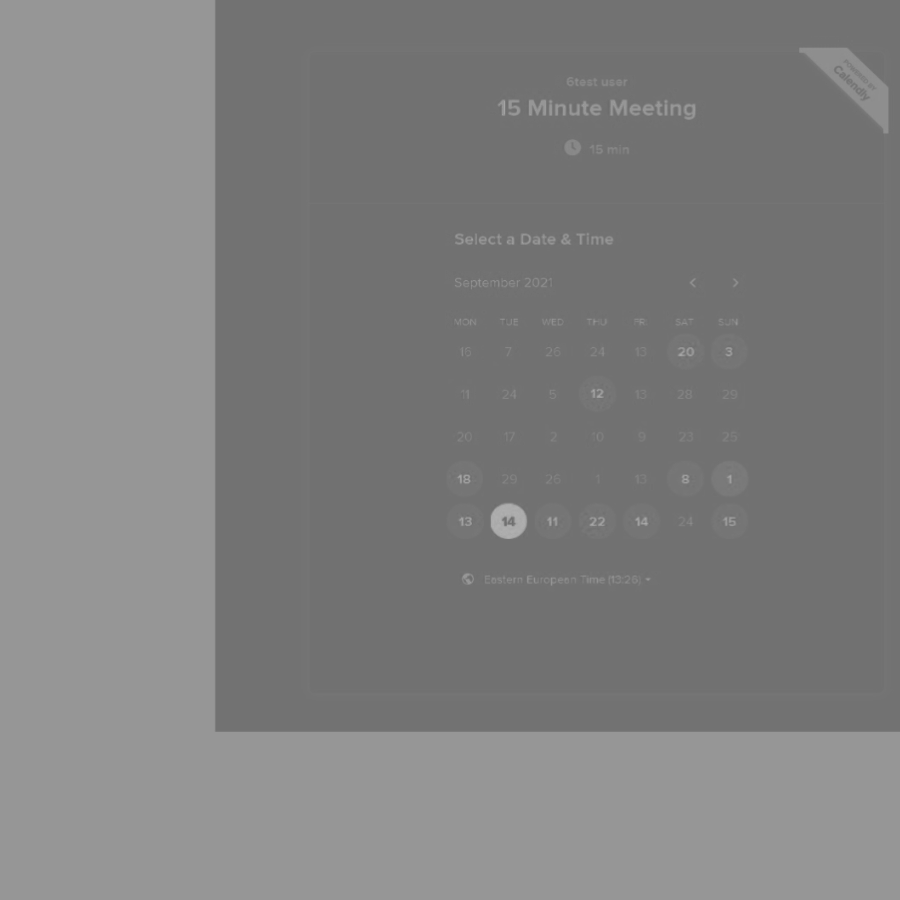 POWERED BY
Calendly
6test user
15 Minute Meeting
15 min
Select a Date & Time
September 2021
MON TUE WED THU FRI SAT SUN
15 7 26 24 13 20 3
11 24 5 12 13 28 29
20 17 2 10 9 23 25
18 29 26 1 13 8 1
13 14 11 22 14 24 15
Eastern European Time (13:26)